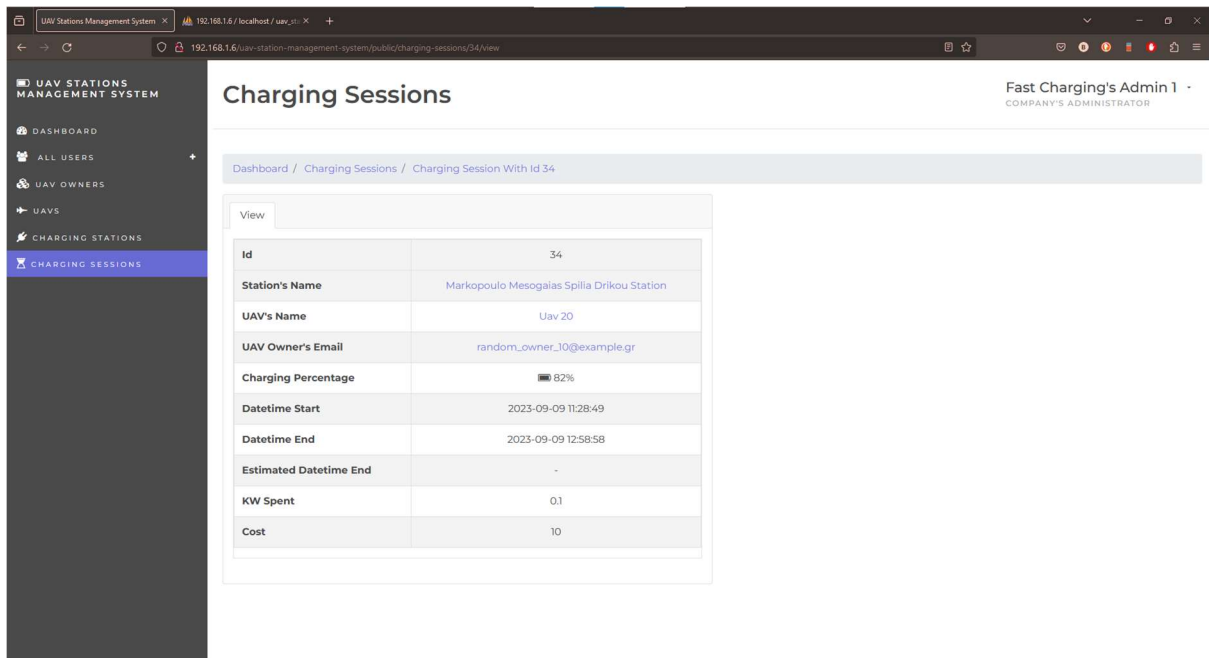 UAV Stations Management System
192.168.1.6 / localhost / uav_sta
192.168.1.6/uav-station-management-system/public/charging-sessions/34/view
UAV STATIONS
MANAGEMENT SYSTEM
DASHBOARD
ALL USERS +
UAV OWNERS
UAVS
CHARGING STATIONS
CHARGING SESSIONS
Charging Sessions
Fast Charging's Admin 1
COMPANY'S ADMINISTRATOR
Dashboard / Charging Sessions / Charging Session With Id 34
View
Id 34
Station's Name Markopoulo Mesogaias Spilia Drikou Station
UAV's Name Uav 20
UAV Owner's Email random_owner_10@example.gr
Charging Percentage 82%
Datetime Start 2023-09-09 11:28:49
Datetime End 2023-09-09 12:58:58
Estimated Datetime End -
KW Spent 0.1
Cost 10